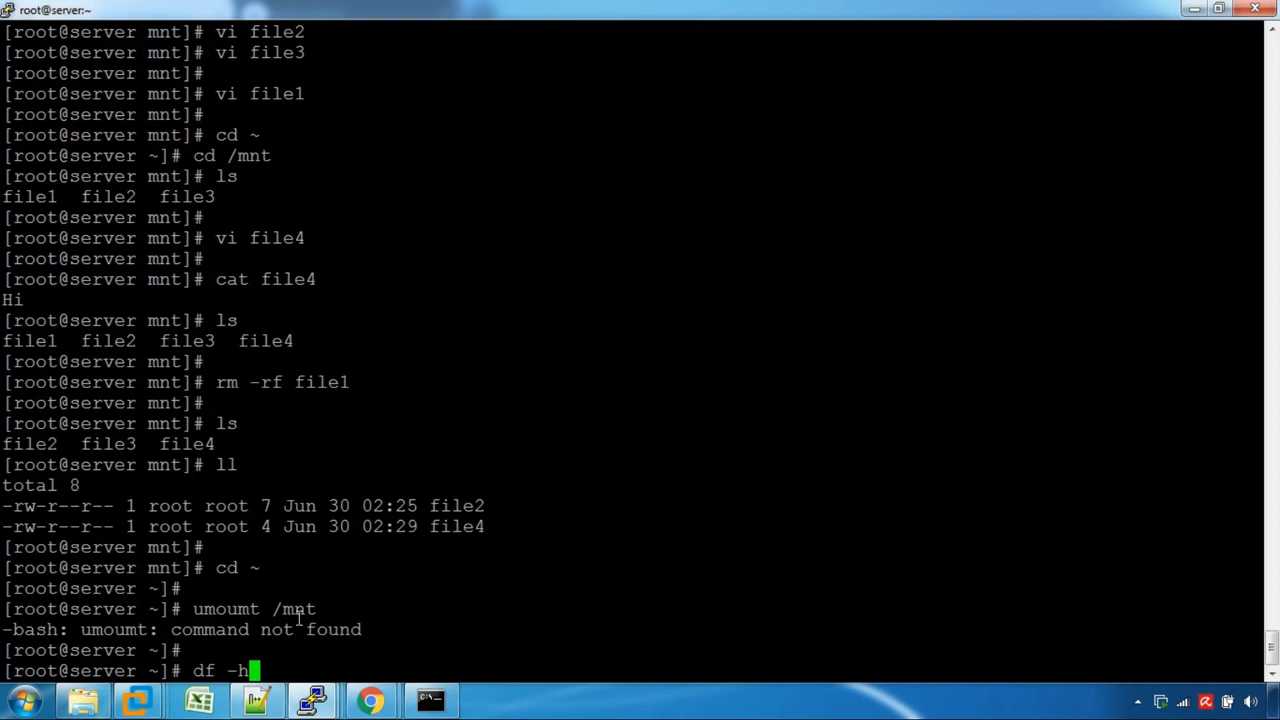 root@server:~
[root@server mnt]# vi file2
[root@server mnt]# vi file3
[root@server mnt]#
[root@server mnt]# vi file1
[root@server mnt]#
[root@server mnt]# cd ~
[root@server ~]# cd /mnt
[root@server mnt]# ls
file1  file2  file3
[root@server mnt]#
[root@server mnt]# vi file4
[root@server mnt]#
[root@server mnt]# cat file4
Hi
[root@server mnt]# ls
file1  file2  file3  file4
[root@server mnt]#
[root@server mnt]# rm -rf file1
[root@server mnt]#
[root@server mnt]# ls
file2  file3  file4
[root@server mnt]# ll
total 8
-rw-r--r-- 1 root root 7 Jun 30 02:25 file2
-rw-r--r-- 1 root root 4 Jun 30 02:29 file4
[root@server mnt]#
[root@server mnt]# cd ~
[root@server ~]#
[root@server ~]# umoumt /mnt
-bash: umoumt: command not found
[root@server ~]#
[root@server ~]# df -h